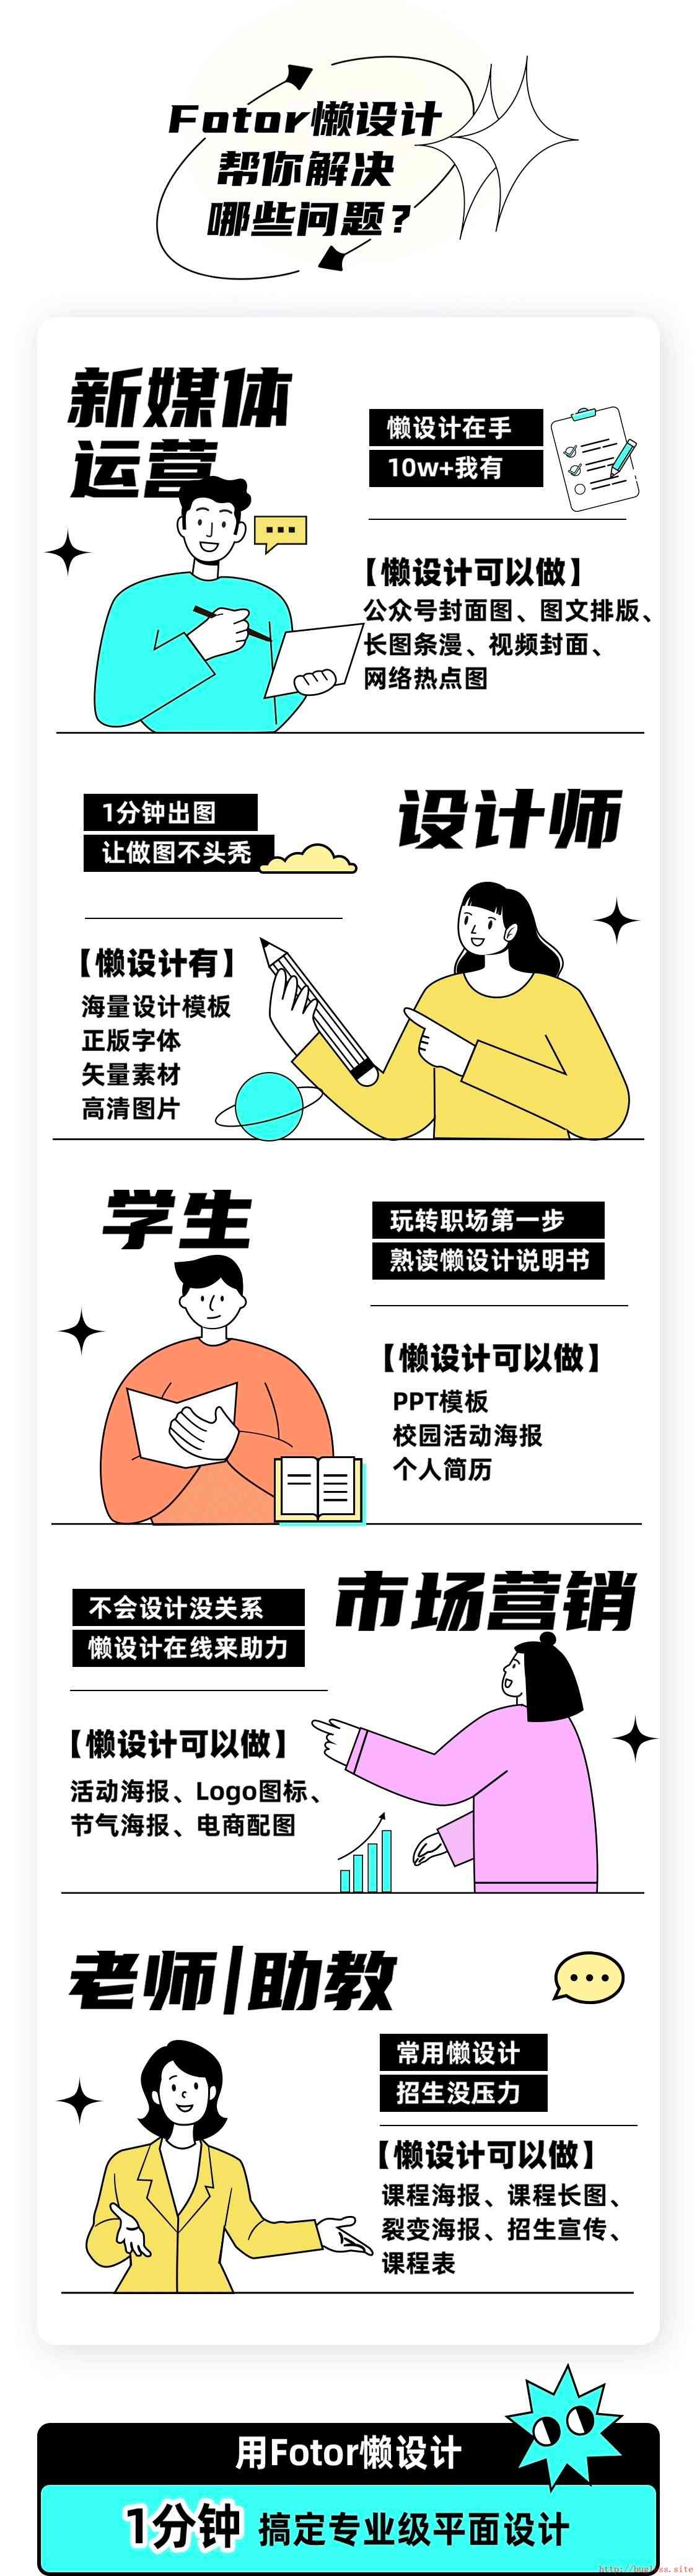 Fotor懒设计
帮你解决
哪些问题？
新媒体
运营
懒设计在手
10w+我有
【懒设计可以做】
公众号封面图、图文排版、
长图条漫、视频封面、
网络热点图
设计师
1分钟出图
让做图不头秃
【懒设计有】
海量设计模板
正版字体
矢量素材
高清图片
学生
玩转职场第一步
熟读懒设计说明书
【懒设计可以做】
PPT模板
校园活动海报
个人简历
市场营销
不会设计没关系
懒设计在线来助力
【懒设计可以做】
活动海报、Logo图标、
节气海报、电商配图
老师|助教
常用懒设计
招生没压力
【懒设计可以做】
课程海报、课程长图、
裂变海报、招生宣传、
课程表
用Fotor懒设计
1分钟 搞定专业级平面设计